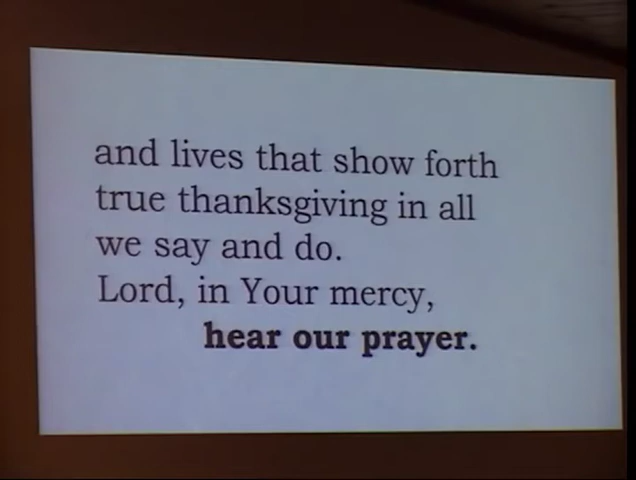 and lives that show forth
true thanksgiving in all
we say and do.
Lord, in Your mercy,
hear our prayer.